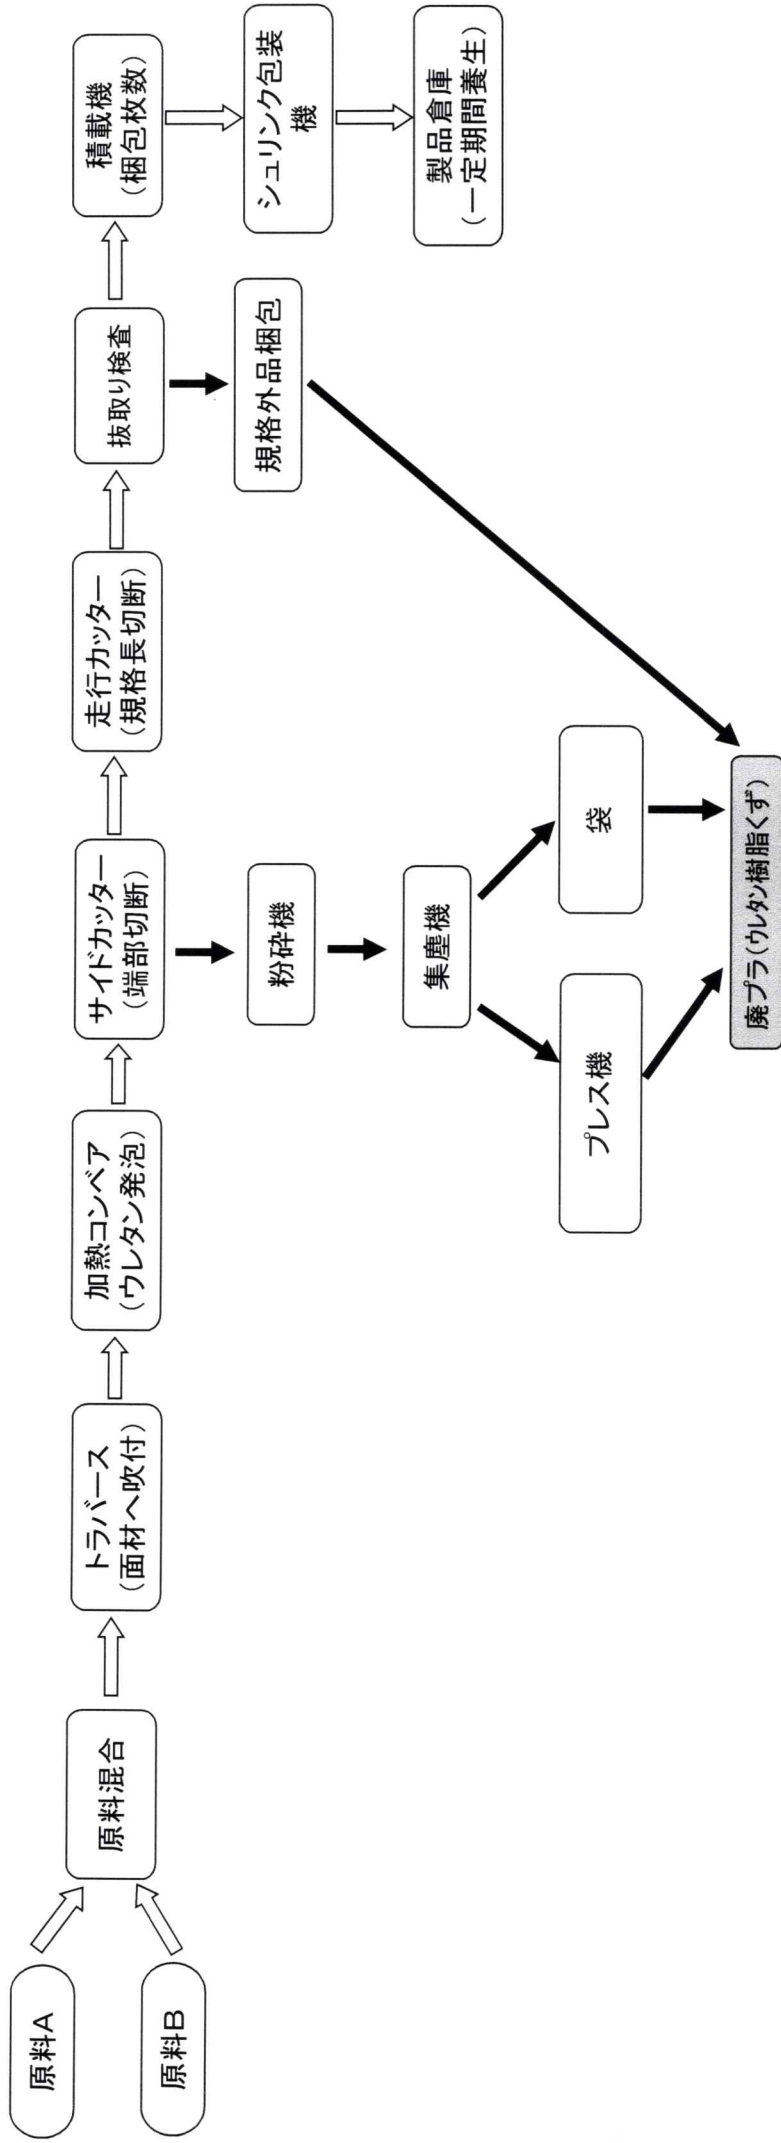 原料A
原料B
原料混合
トラバース
(面材へ吹付)
加熱コンベア
(ウレタン発泡)
サイドカッター
(端部切断)
走行カッター
(規格長切断)
抜取り検査
積載機
(梱包枚数)
シュリンク包装
機
製品倉庫
(一定期間養生)
規格外品梱包
粉砕機
集塵機
プレス機
袋
廃プラ(ウレタン樹脂くず)